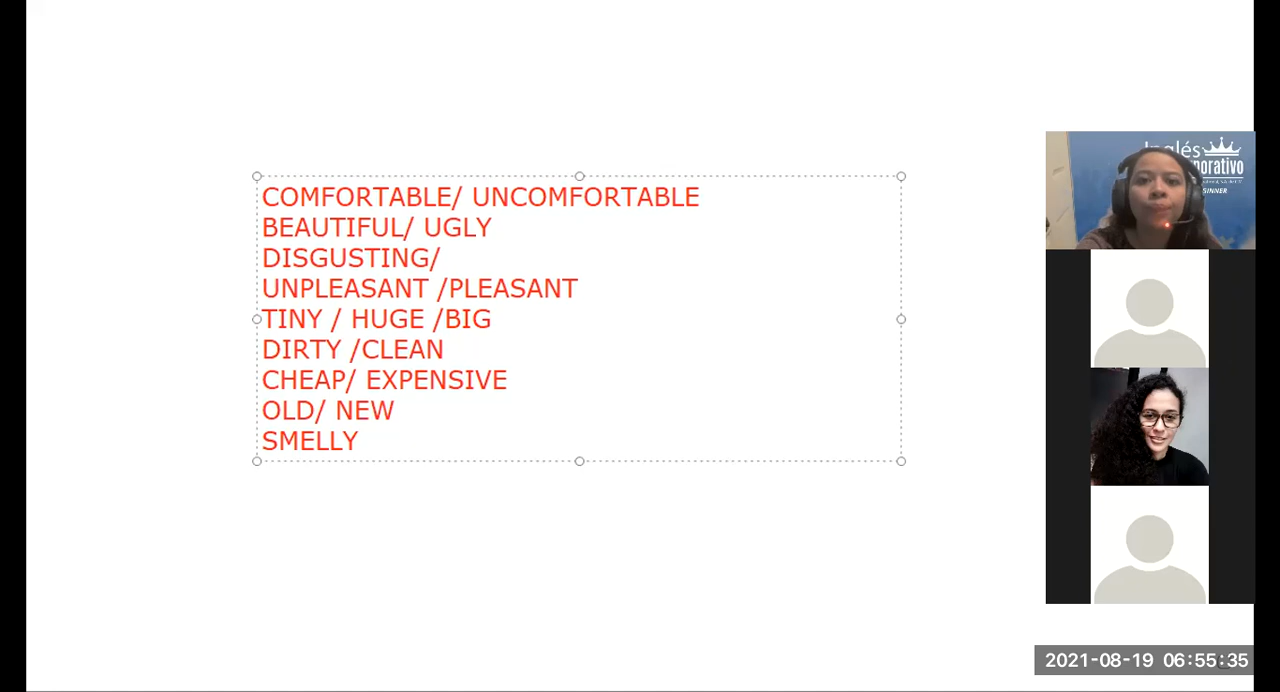 COMFORTABLE/ UNCOMFORTABLE
BEAUTIFUL/ UGLY
DISGUSTING/
UNPLEASANT /PLEASANT
TINY / HUGE /BIG
DIRTY /CLEAN
CHEAP/ EXPENSIVE
OLD/ NEW
SMELLY
Inglés
2021-08-19 06:55:35